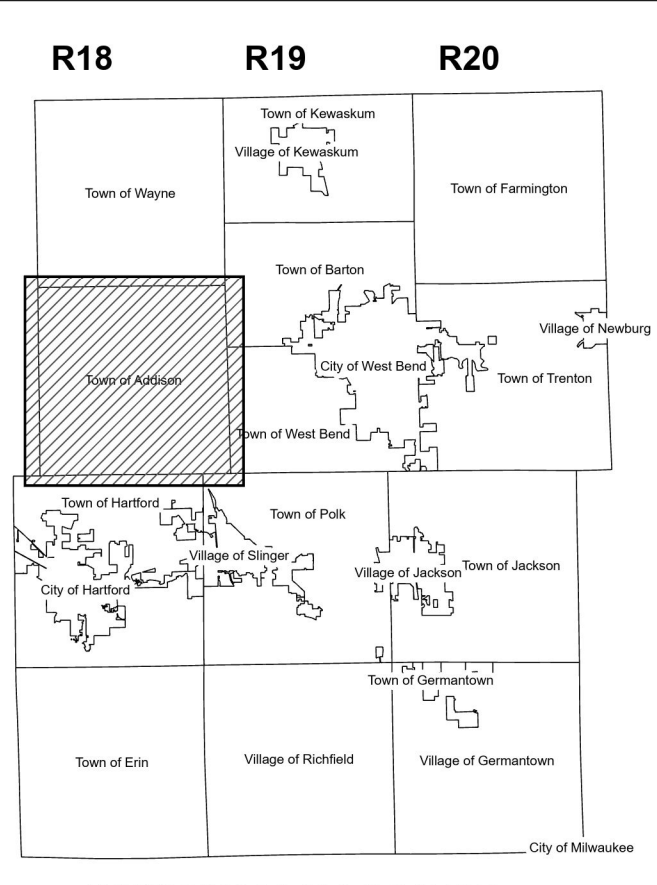 R18 R19 R20
Town of Kewaskum
Village of Kewaskum
Town of Wayne
Town of Farmington
Town of Barton
Village of Newburg
City of West Bend
Town of Addison
Town of Trenton
Town of West Bend
Town of Hartford
Town of Polk
Village of Slinger
Town of Jackson
Village of Jackson
City of Hartford
Town of Germantown
Town of Erin
Village of Richfield
Village of Germantown
City of Milwaukee